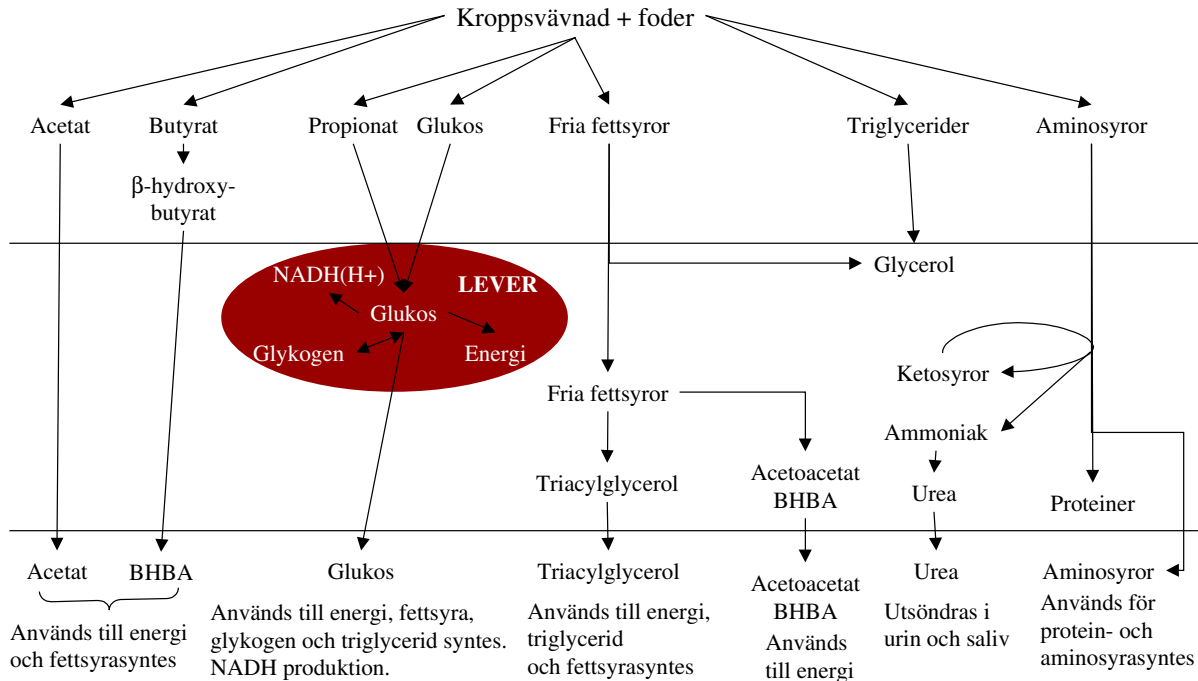 Kroppsvävnad + foder
Acetat
Butyrat
Propionat
Glukos
Fria fettsyror
Triglycerider
Aminosyror
β-hydroxy-
butyrat
NADH(H+)
LEVER
Glukos
Glykogen
Energi
Glycerol
Ketosyror
Fria fettsyror
Ammoniak
Triacylglycerol
Acetoacetat
BHBA
Urea
Proteiner
Acetat
BHBA
Används till energi
och fettsyrasyntes
Glukos
Används till energi, fettsyra,
glykogen och triglycerid syntes.
NADH produktion.
Triacylglycerol
Används till energi,
triglycerid
och fettsyrasyntes
Acetoacetat
BHBA
Används
till energi
Urea
Utsöndras i
urin och saliv
Aminosyror
Används för
protein- och
aminosyrasyntes